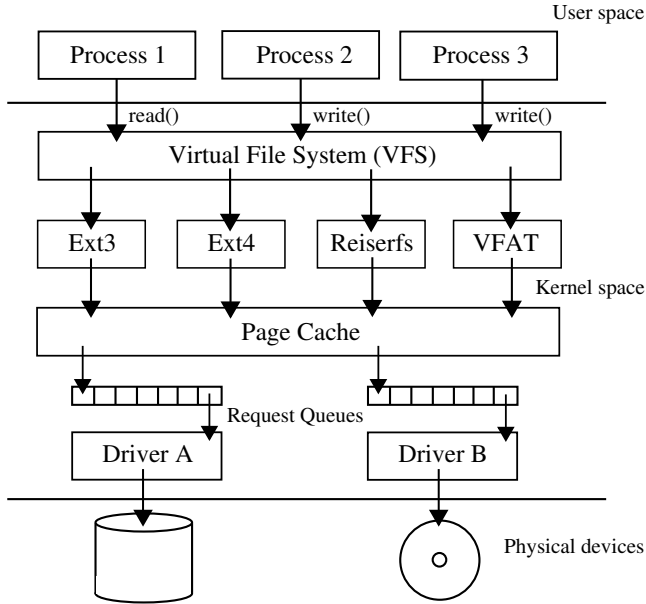 User space
Process 1 Process 2 Process 3
read() write() write()
Virtual File System (VFS)
Ext3 Ext4 Reiserfs VFAT
Kernel space
Page Cache
Request Queues
Driver A Driver B
Physical devices